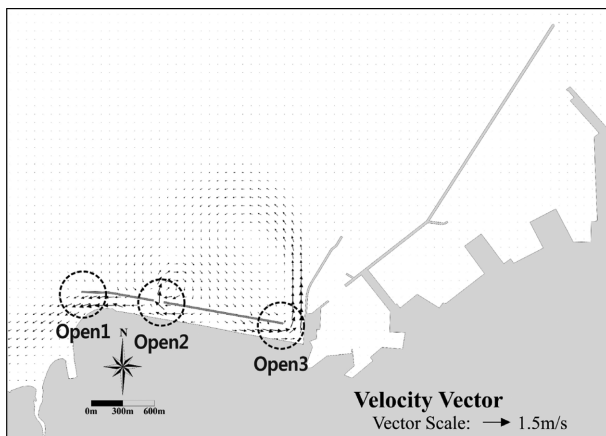 Open1
Open2
Open3
N
0m 300m 600m
Velocity Vector
Vector Scale: 1.5m/s